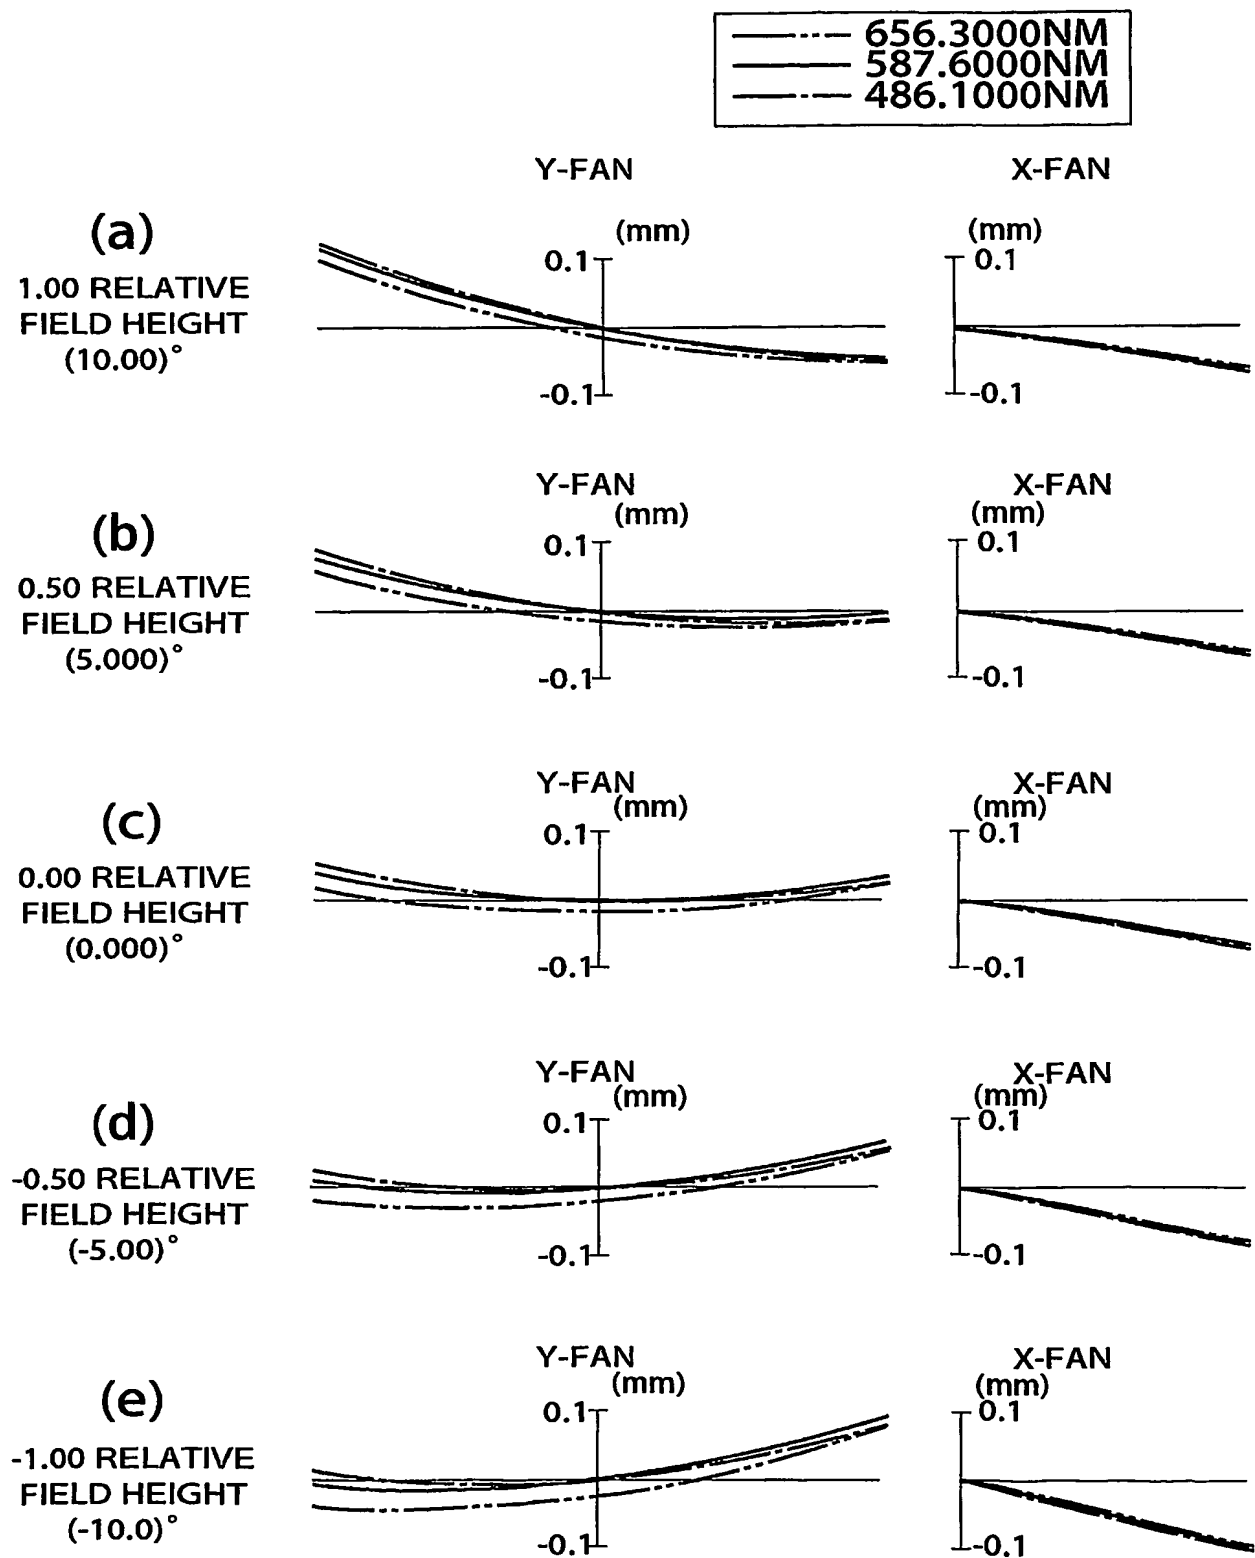 656.3000NM
587.6000NM
486.1000NM
Y-FAN X-FAN
(a)
1.00 RELATIVE
FIELD HEIGHT
(10.00)°
(mm) (mm)
0.1 0.1
-0.1 -0.1
Y-FAN X-FAN
(b)
0.50 RELATIVE
FIELD HEIGHT
(5.000)°
(mm) (mm)
0.1 0.1
-0.1 -0.1
Y-FAN X-FAN
(c)
0.00 RELATIVE
FIELD HEIGHT
(0.000)°
(mm) (mm)
0.1 0.1
-0.1 -0.1
Y-FAN X-FAN
(d)
-0.50 RELATIVE
FIELD HEIGHT
(-5.00)°
(mm) (mm)
0.1 0.1
-0.1 -0.1
Y-FAN X-FAN
(e)
-1.00 RELATIVE
FIELD HEIGHT
(-10.0)°
(mm) (mm)
0.1 0.1
-0.1 -0.1